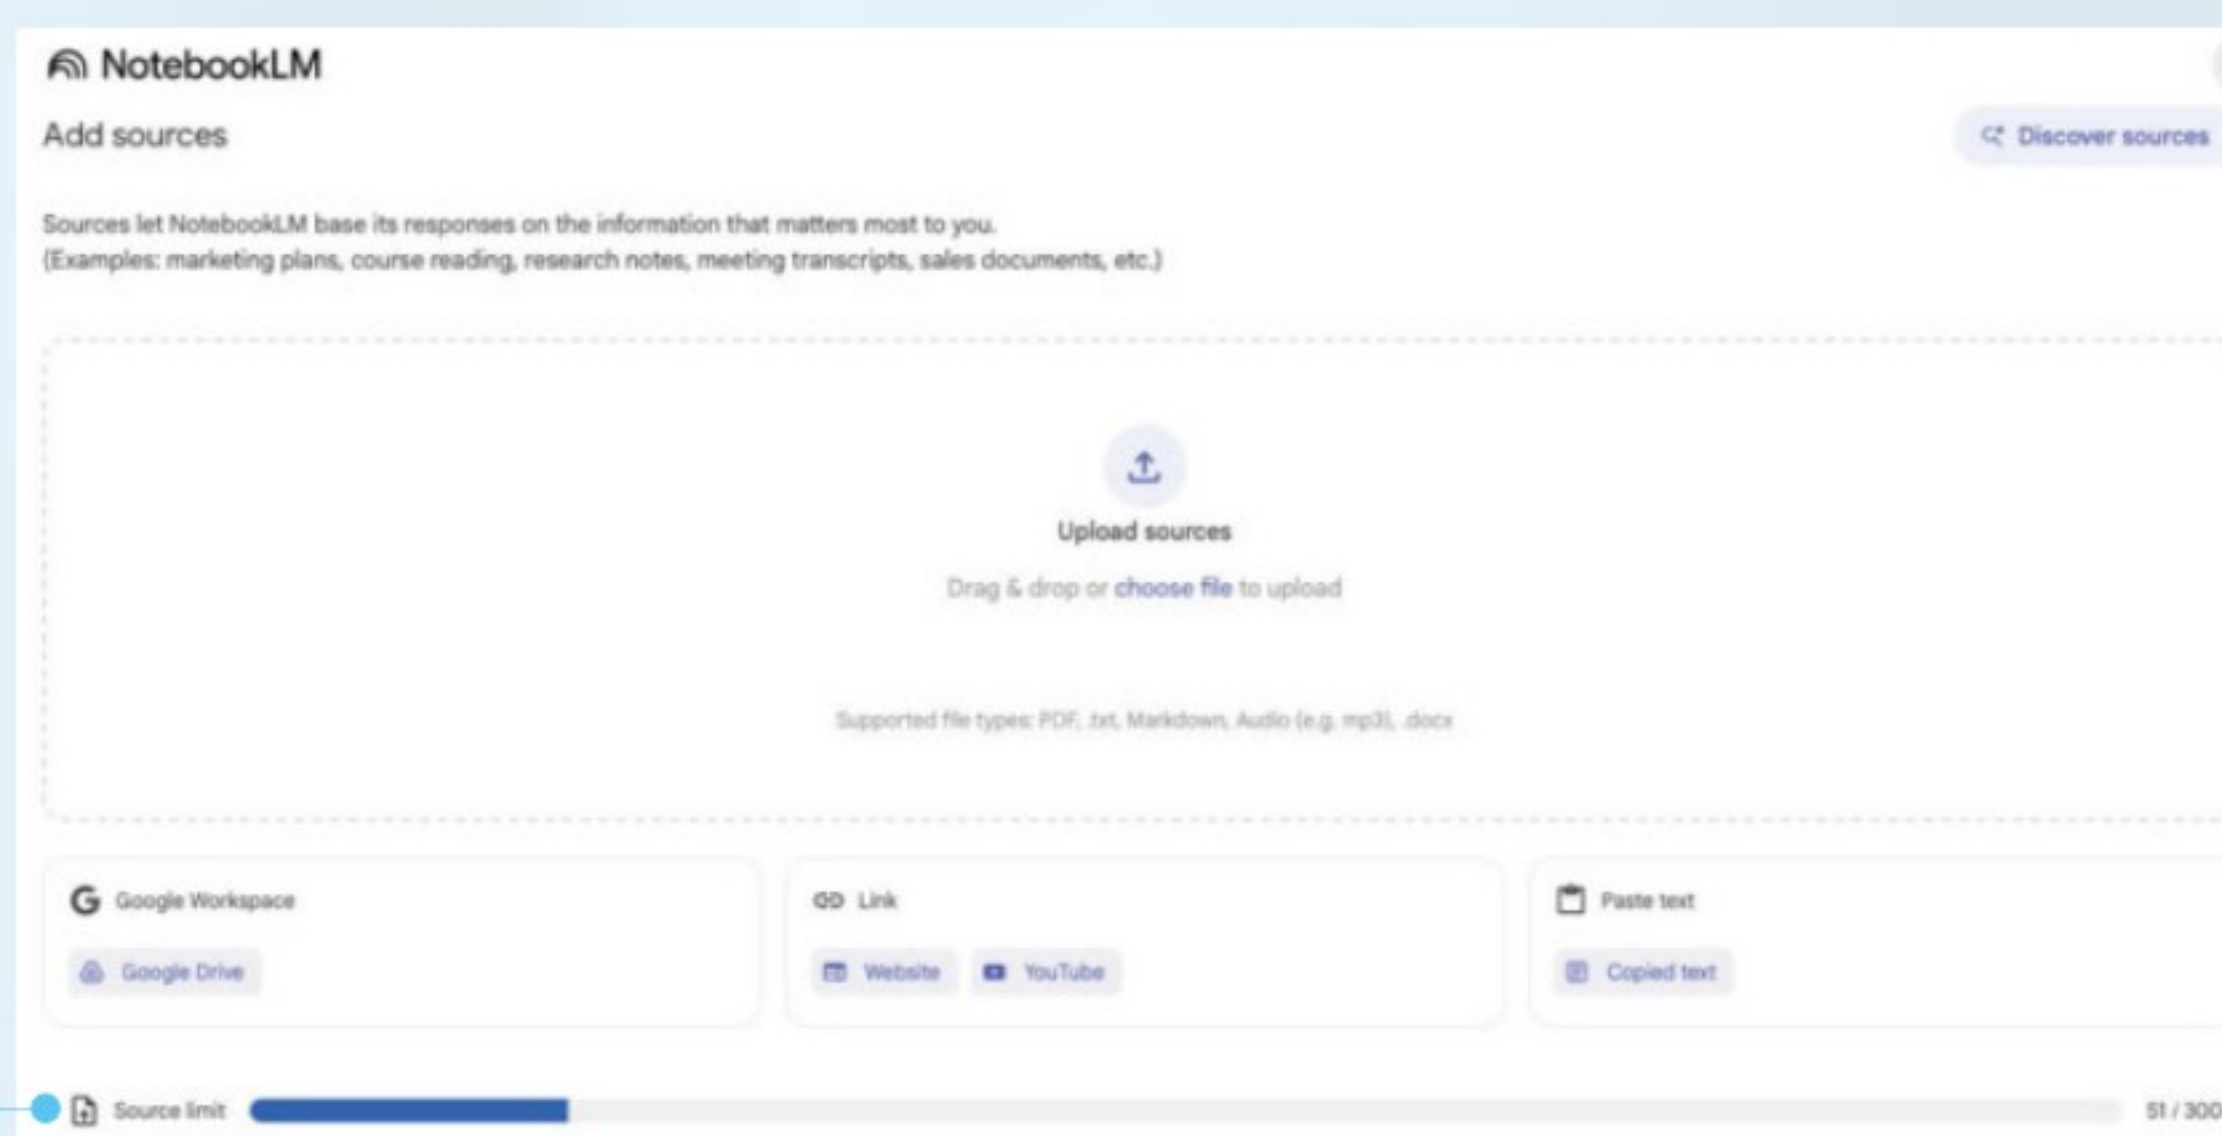 NotebookLM
Add sources
Discover sources
Sources let NotebookLM base its responses on the information that matters most to you.
(Examples: marketing plans, course reading, research notes, meeting transcripts, sales documents, etc.)
Upload sources
Drag & drop or choose file to upload
Supported file types: PDF, .txt, Markdown, Audio (e.g. mp3), .docx
Google Workspace
Google Drive
Link
Website YouTube
Paste text
Copied text
Source limit 51 / 300